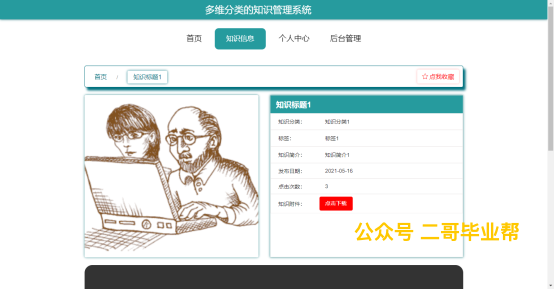 多维分类的知识管理系统
首页 知识信息 个人中心 后台管理
首页 / 知识标题1 ☆点我收藏
知识标题1
知识分类： 知识分类1
标签： 标签1
知识简介： 知识简介1
发布日期： 2021-05-16
点击次数： 3
知识附件： 点击下载
公众号 二哥毕业帮